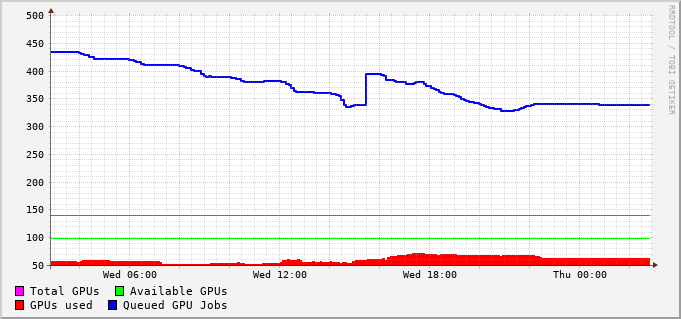 500
450
400
350
300
250
200
150
100
50
Wed 06:00 Wed 12:00 Wed 18:00 Thu 00:00
Total GPUs Available GPUs
GPUs used Queued GPU Jobs
RRDTOOL / TOBI OETIKER